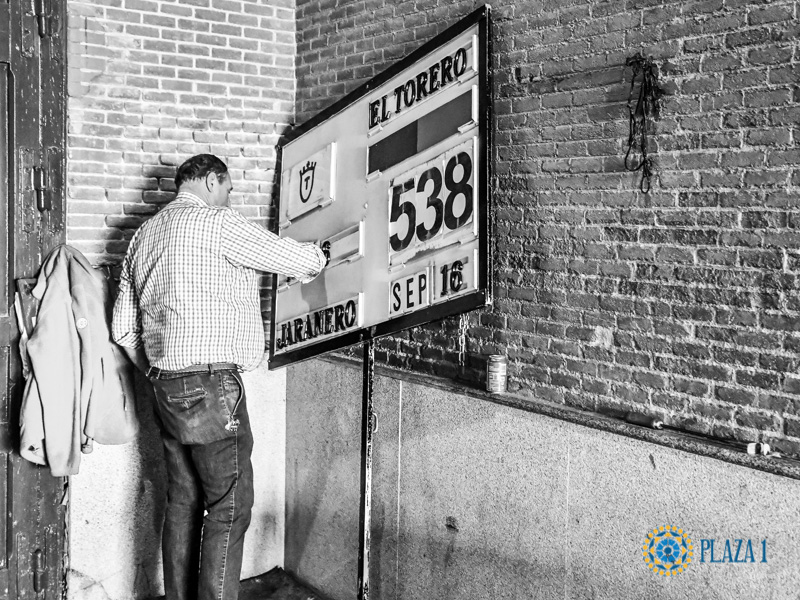 EL TORERO
T
538
JARANERO
SEP 16
PLAZA 1